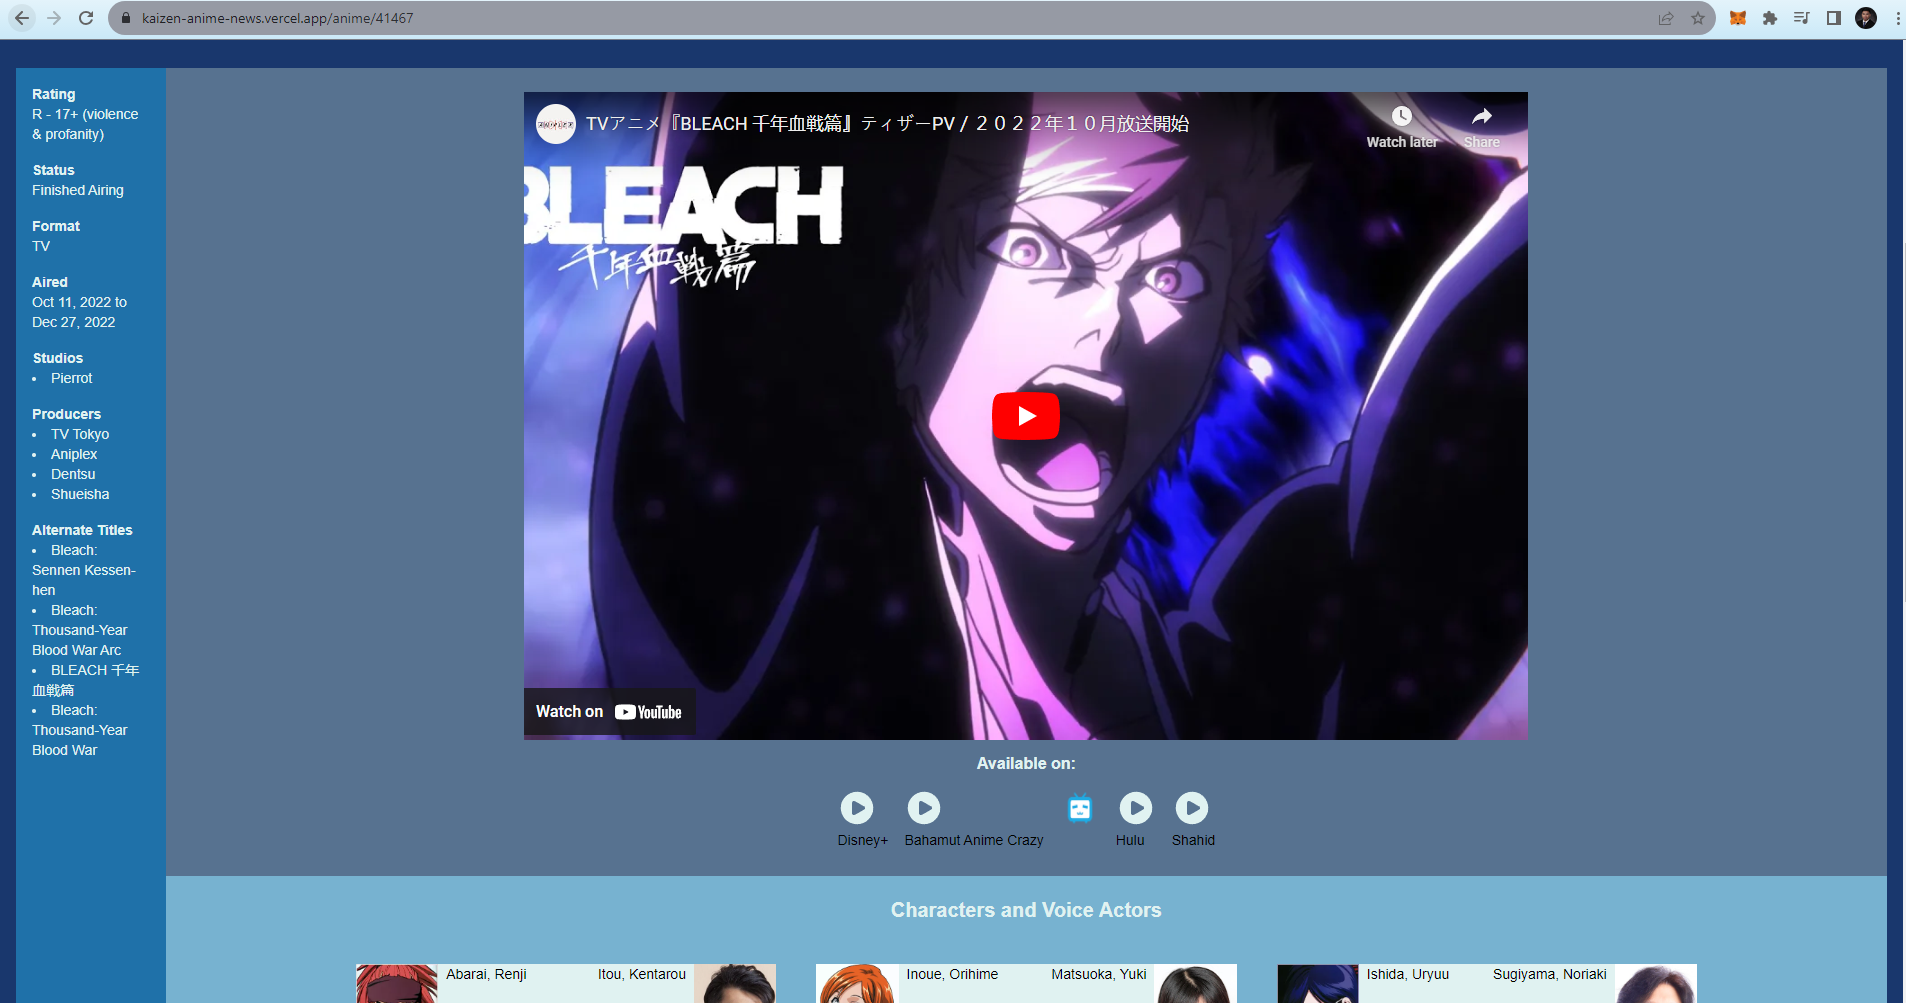 kaizen-anime-news.vercel.app/anime/41467
Rating
R - 17+ (violence
& profanity)
Status
Finished Airing
Format
TV
Aired
Oct 11, 2022 to
Dec 27, 2022
Studios
• Pierrot
Producers
• TV Tokyo
• Aniplex
• Dentsu
• Shueisha
Alternate Titles
• Bleach:
Sennen Kessen-
hen
• Bleach:
Thousand-Year
Blood War Arc
• BLEACH 千年
血戦篇
• Bleach:
Thousand-Year
Blood War
TVアニメ『BLEACH 千年血戦篇』ティザーPV / ２０２２年１０月放送開始
Watch later
Share
BLEACH
千年血戦篇
Watch on YouTube
Available on:
Disney+
Bahamut Anime Crazy
Hulu
Shahid
Characters and Voice Actors
Abarai, Renji
Itou, Kentarou
Inoue, Orihime
Matsuoka, Yuki
Ishida, Uryuu
Sugiyama, Noriaki